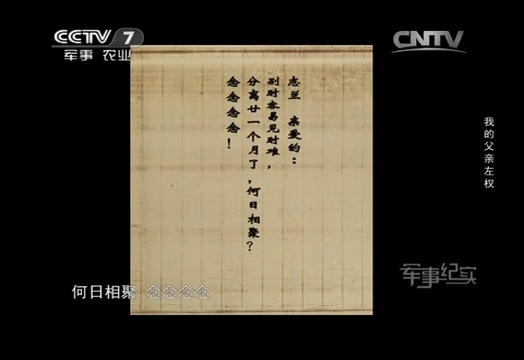 CCTV 7
军事 农业
CNTV
我的父亲左权
志兰 亲爱的:
别时容易见时难,
分离廿一个月了,何日相聚?
念念念念!
军事纪实
何日相聚 念念念念